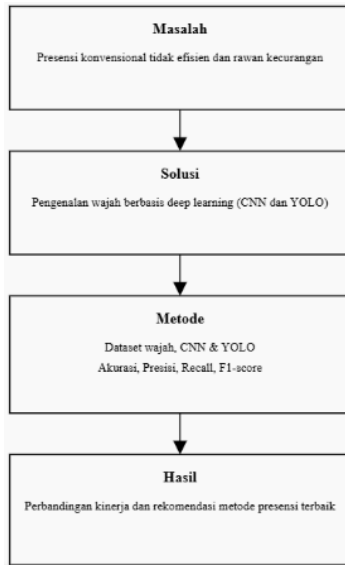 Masalah
Presensi konvensional tidak efisien dan rawan kecurangan
Solusi
Pengenalan wajah berbasis deep learning (CNN dan YOLO)
Metode
Dataset wajah, CNN & YOLO
Akurasi, Presisi, Recall, F1-score
Hasil
Perbandingan kinerja dan rekomendasi metode presensi terbaik